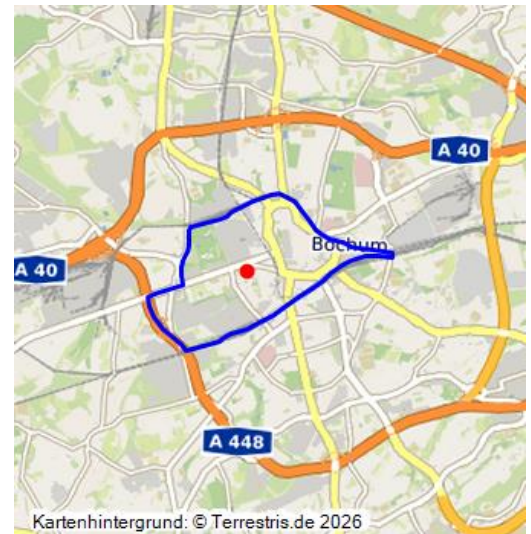 A 40
Bochum
A 40
A 448
Kartenhintergrund: © Terrestris.de 2026